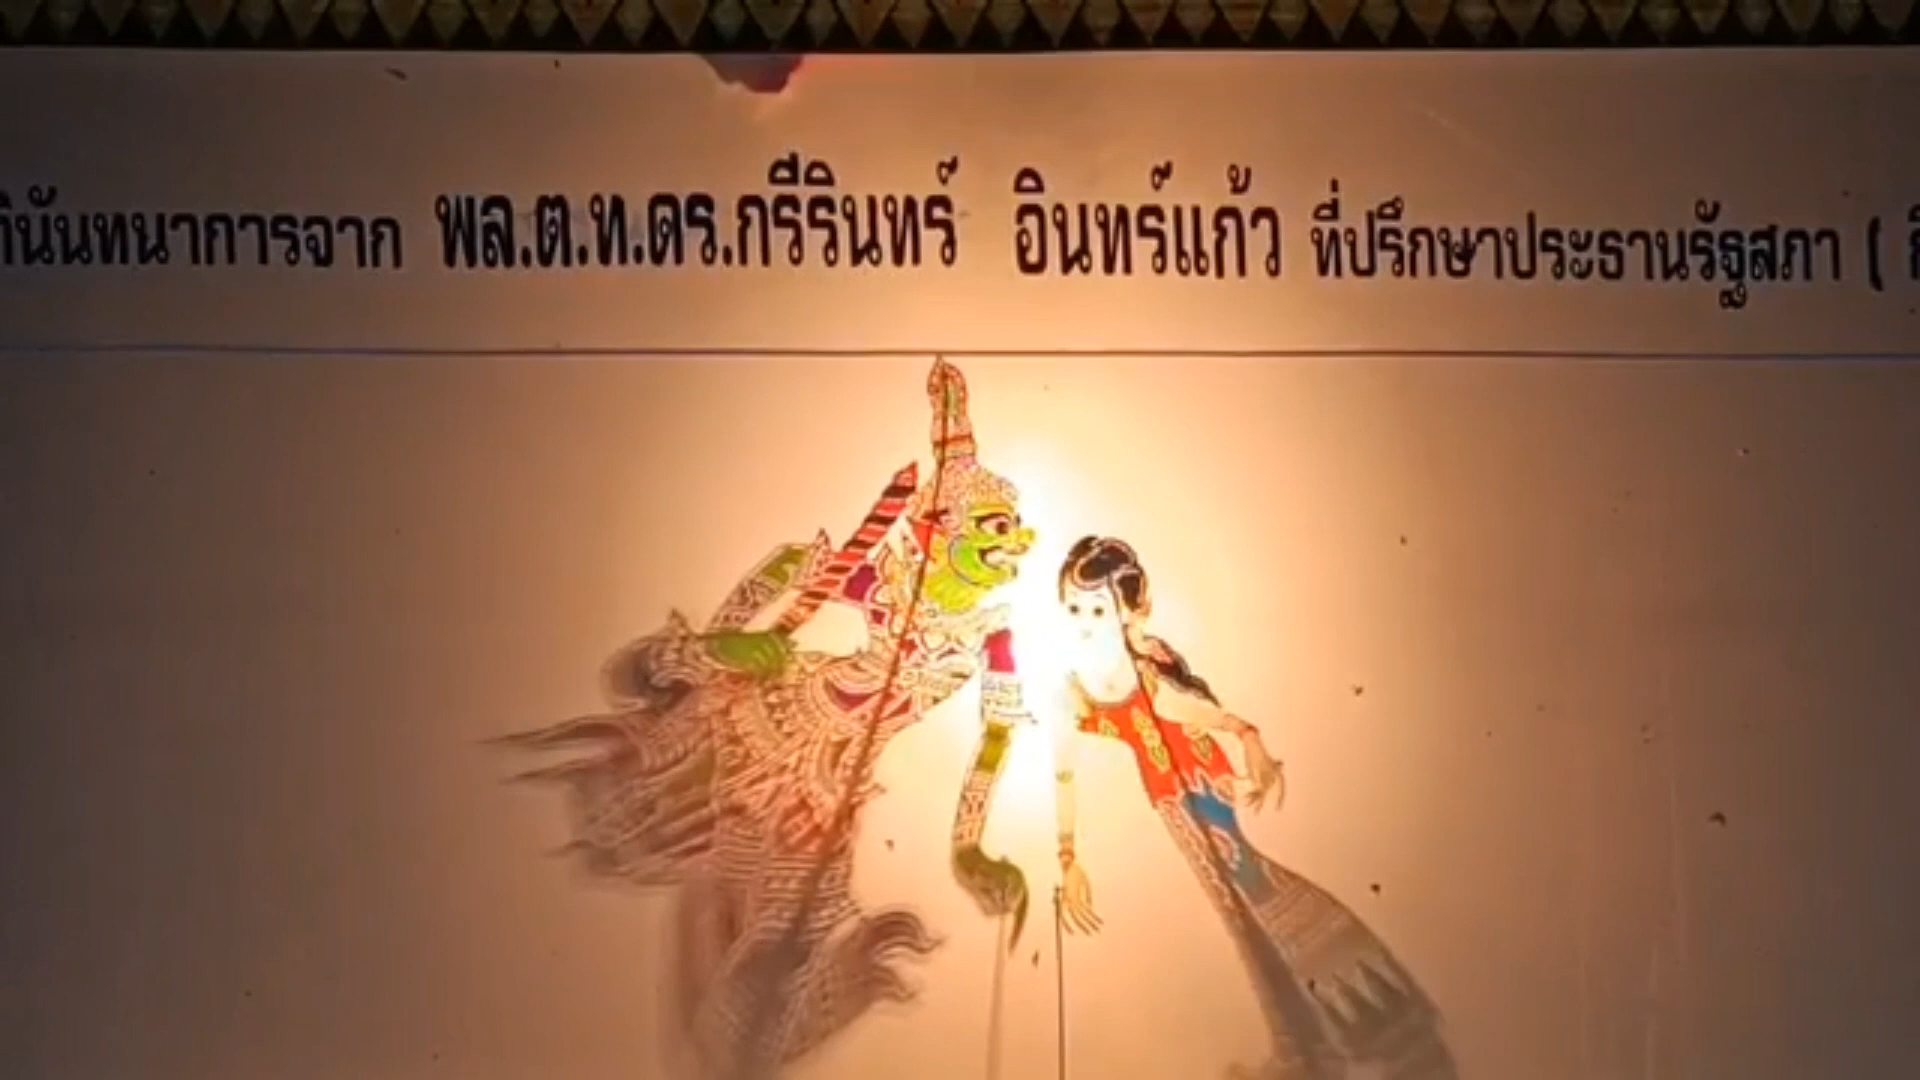 นันทนาการจาก พล.ต.ท.ดร.กรีรินทร์ อินทร์แก้ว ที่ปรึกษาประธานรัฐสภา (